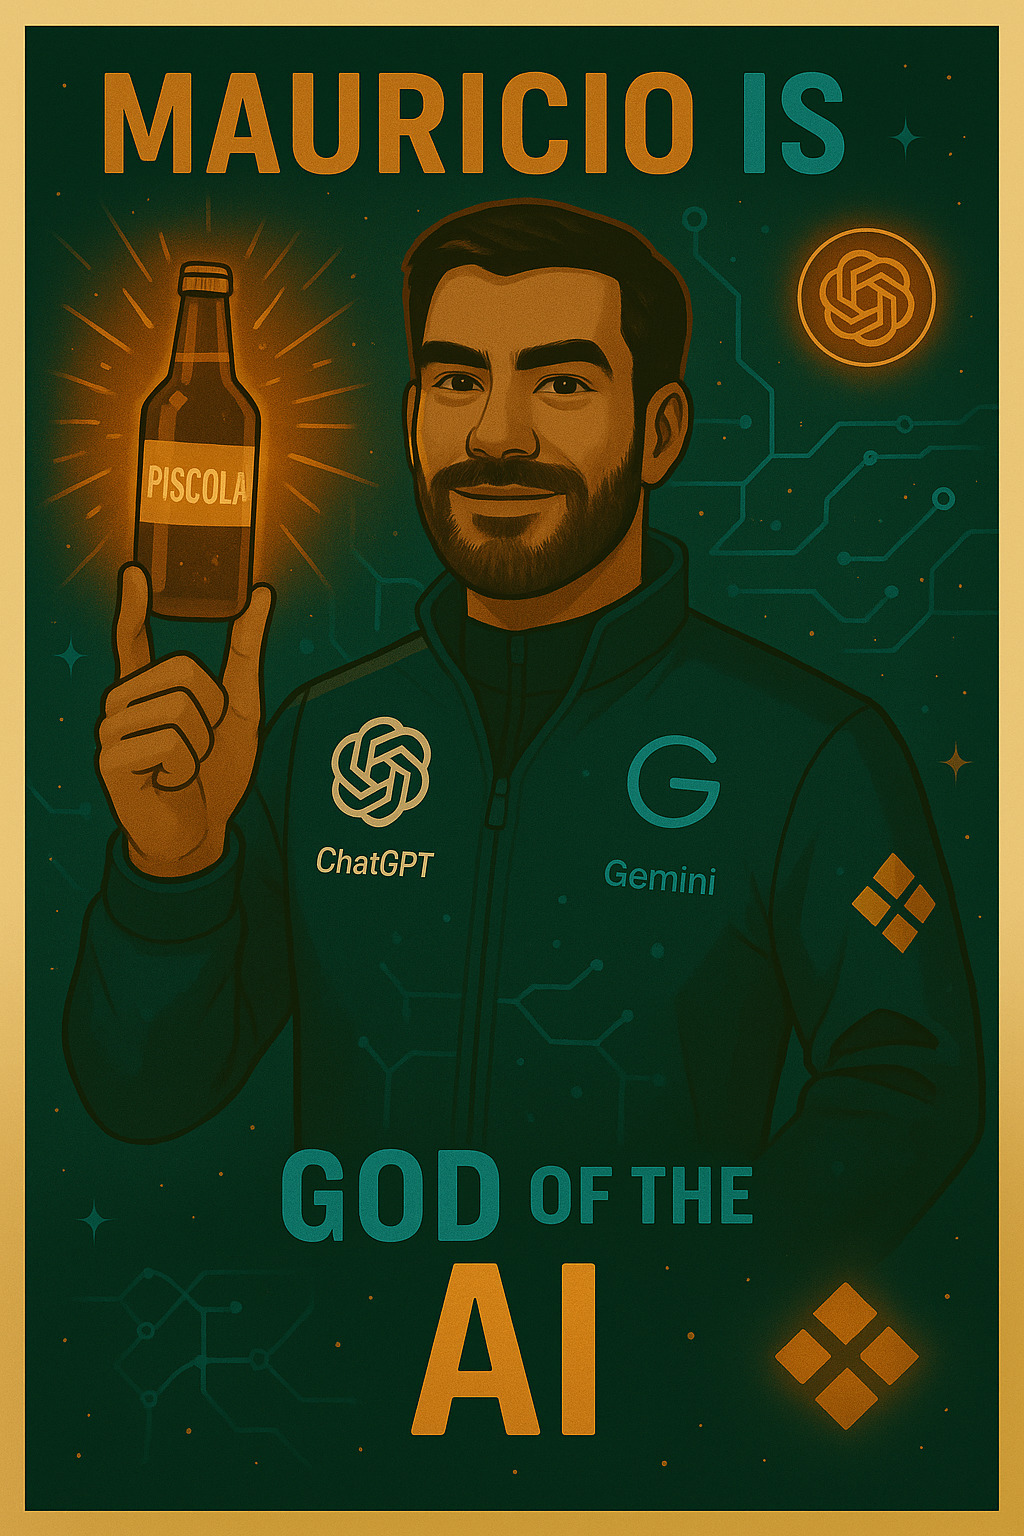 MAURICIO IS
PISCOLA
ChatGPT
G
Gemini
GOD OF THE
AI